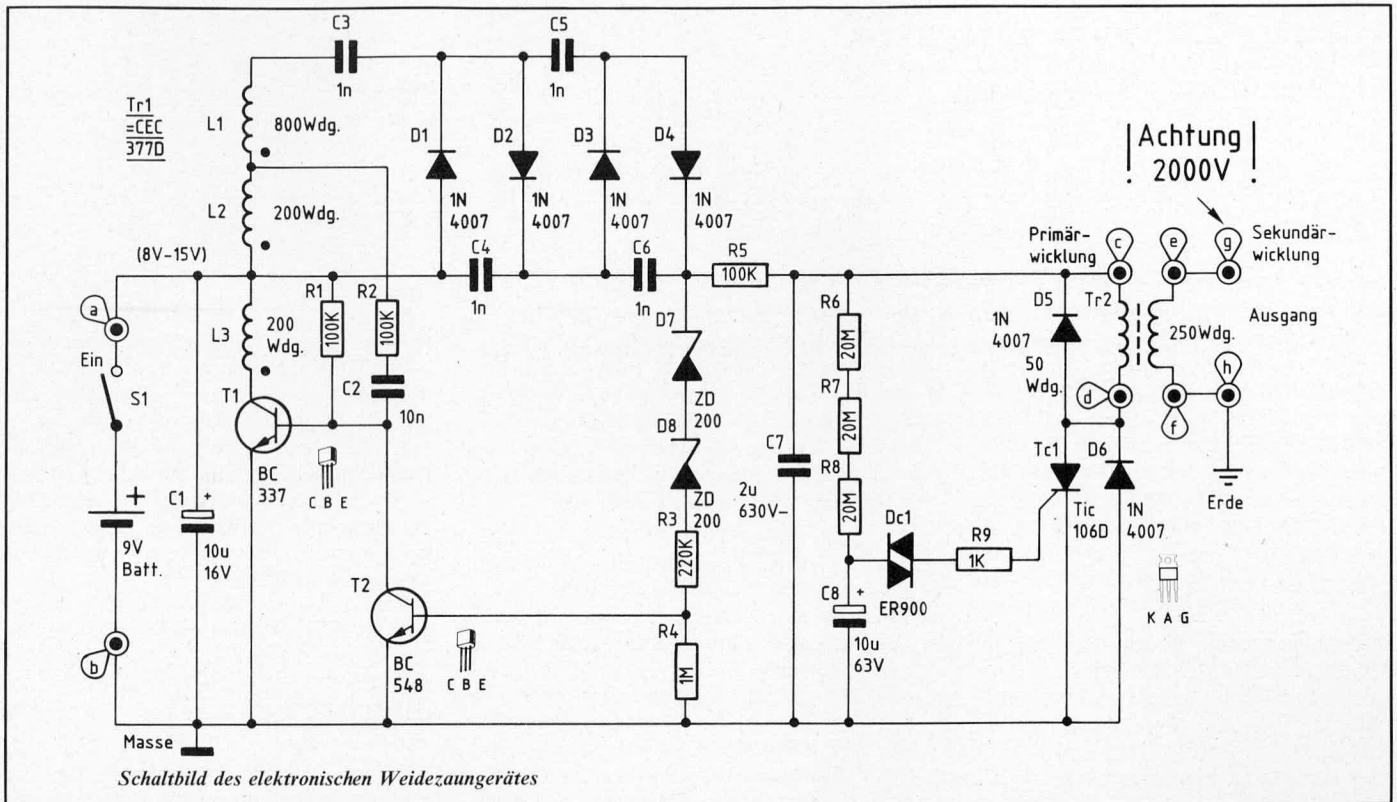 C3
1n
C5
1n
Tr1
=CEC
377D
L1
800Wdg.
D1
1N
4007
D2
1N
4007
D3
1N
4007
D4
1N
4007
! Achtung !
2000V
L2
200Wdg.
(8V-15V)
C4
1n
C6
1n
R5
100K
Primär-
wicklung
c
e
g
Sekundär-
wicklung
a
Ein
S1
L3
200
Wdg.
R1
100K
R2
100K
C2
10n
T1
BC
337
C B E
D7
ZD
200
D8
ZD
200
R3
220K
R6
20M
R7
20M
R8
20M
C7
2u
630V–
D5
1N
4007
Tr2
50
Wdg.
250Wdg.
Ausgang
d
f
h
Erde
9V
Batt.
b
C1
+
10u
16V
T2
BC
548
C B E
R4
1M
Dc1
ER900
R9
1K
C8
+
10u
63V
Tc1
Tic
106D
D6
1N
4007
K A G
Masse
Schaltbild des elektronischen Weidezaungerätes